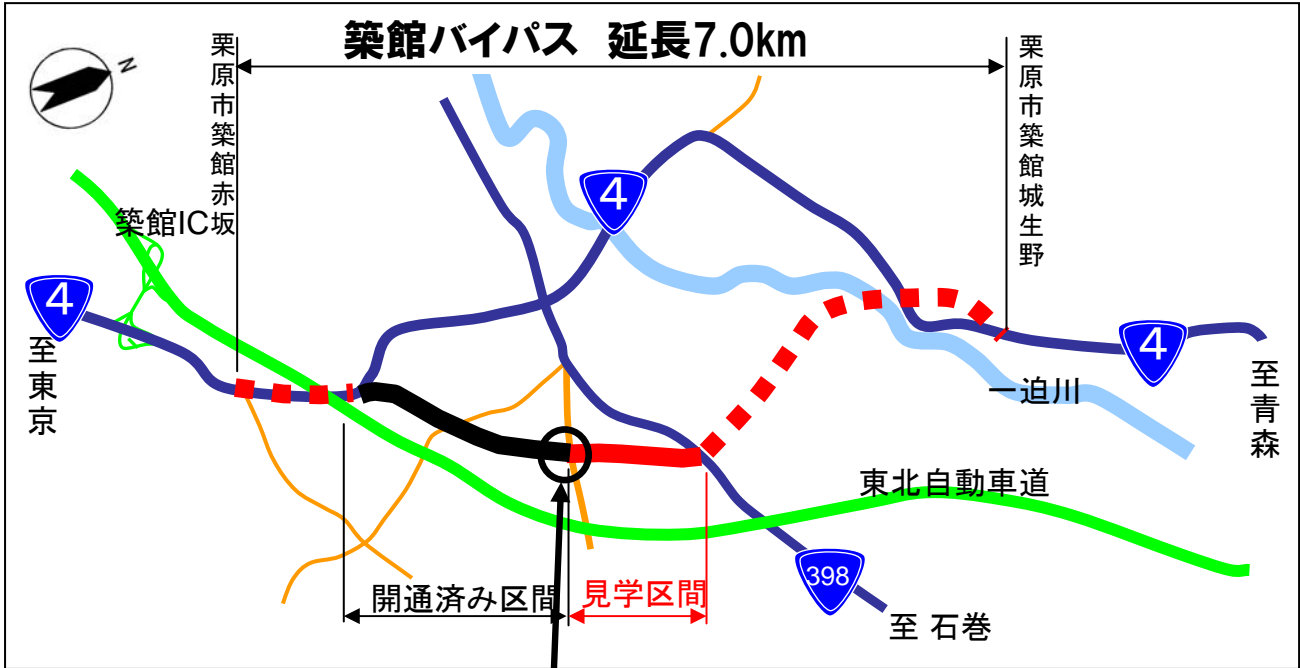 築館バイパス 延長7.0km
N
栗原市築館赤坂
栗原市築館城生野
築館IC
4
4
4
至東京
至青森
一迫川
東北自動車道
398
開通済み区間
見学区間
至 石巻